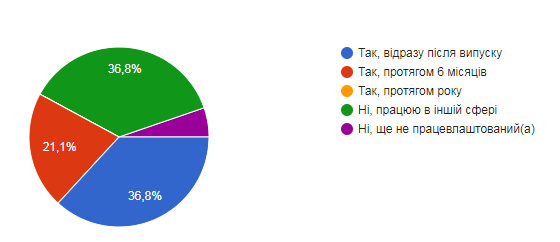 36,8%
21,1%
36,8%
Так, відразу після випуску
Так, протягом 6 місяців
Так, протягом року
Ні, працюю в іншій сфері
Ні, ще не працевлаштований(а)